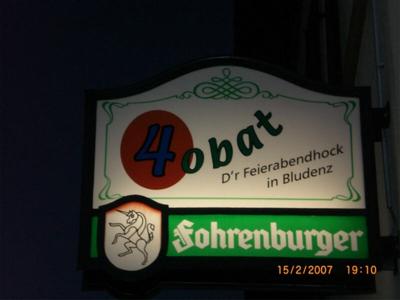 4obat
D'r Feierabendhock
in Bludenz
Fohrenburger
15/2/2007 19:10